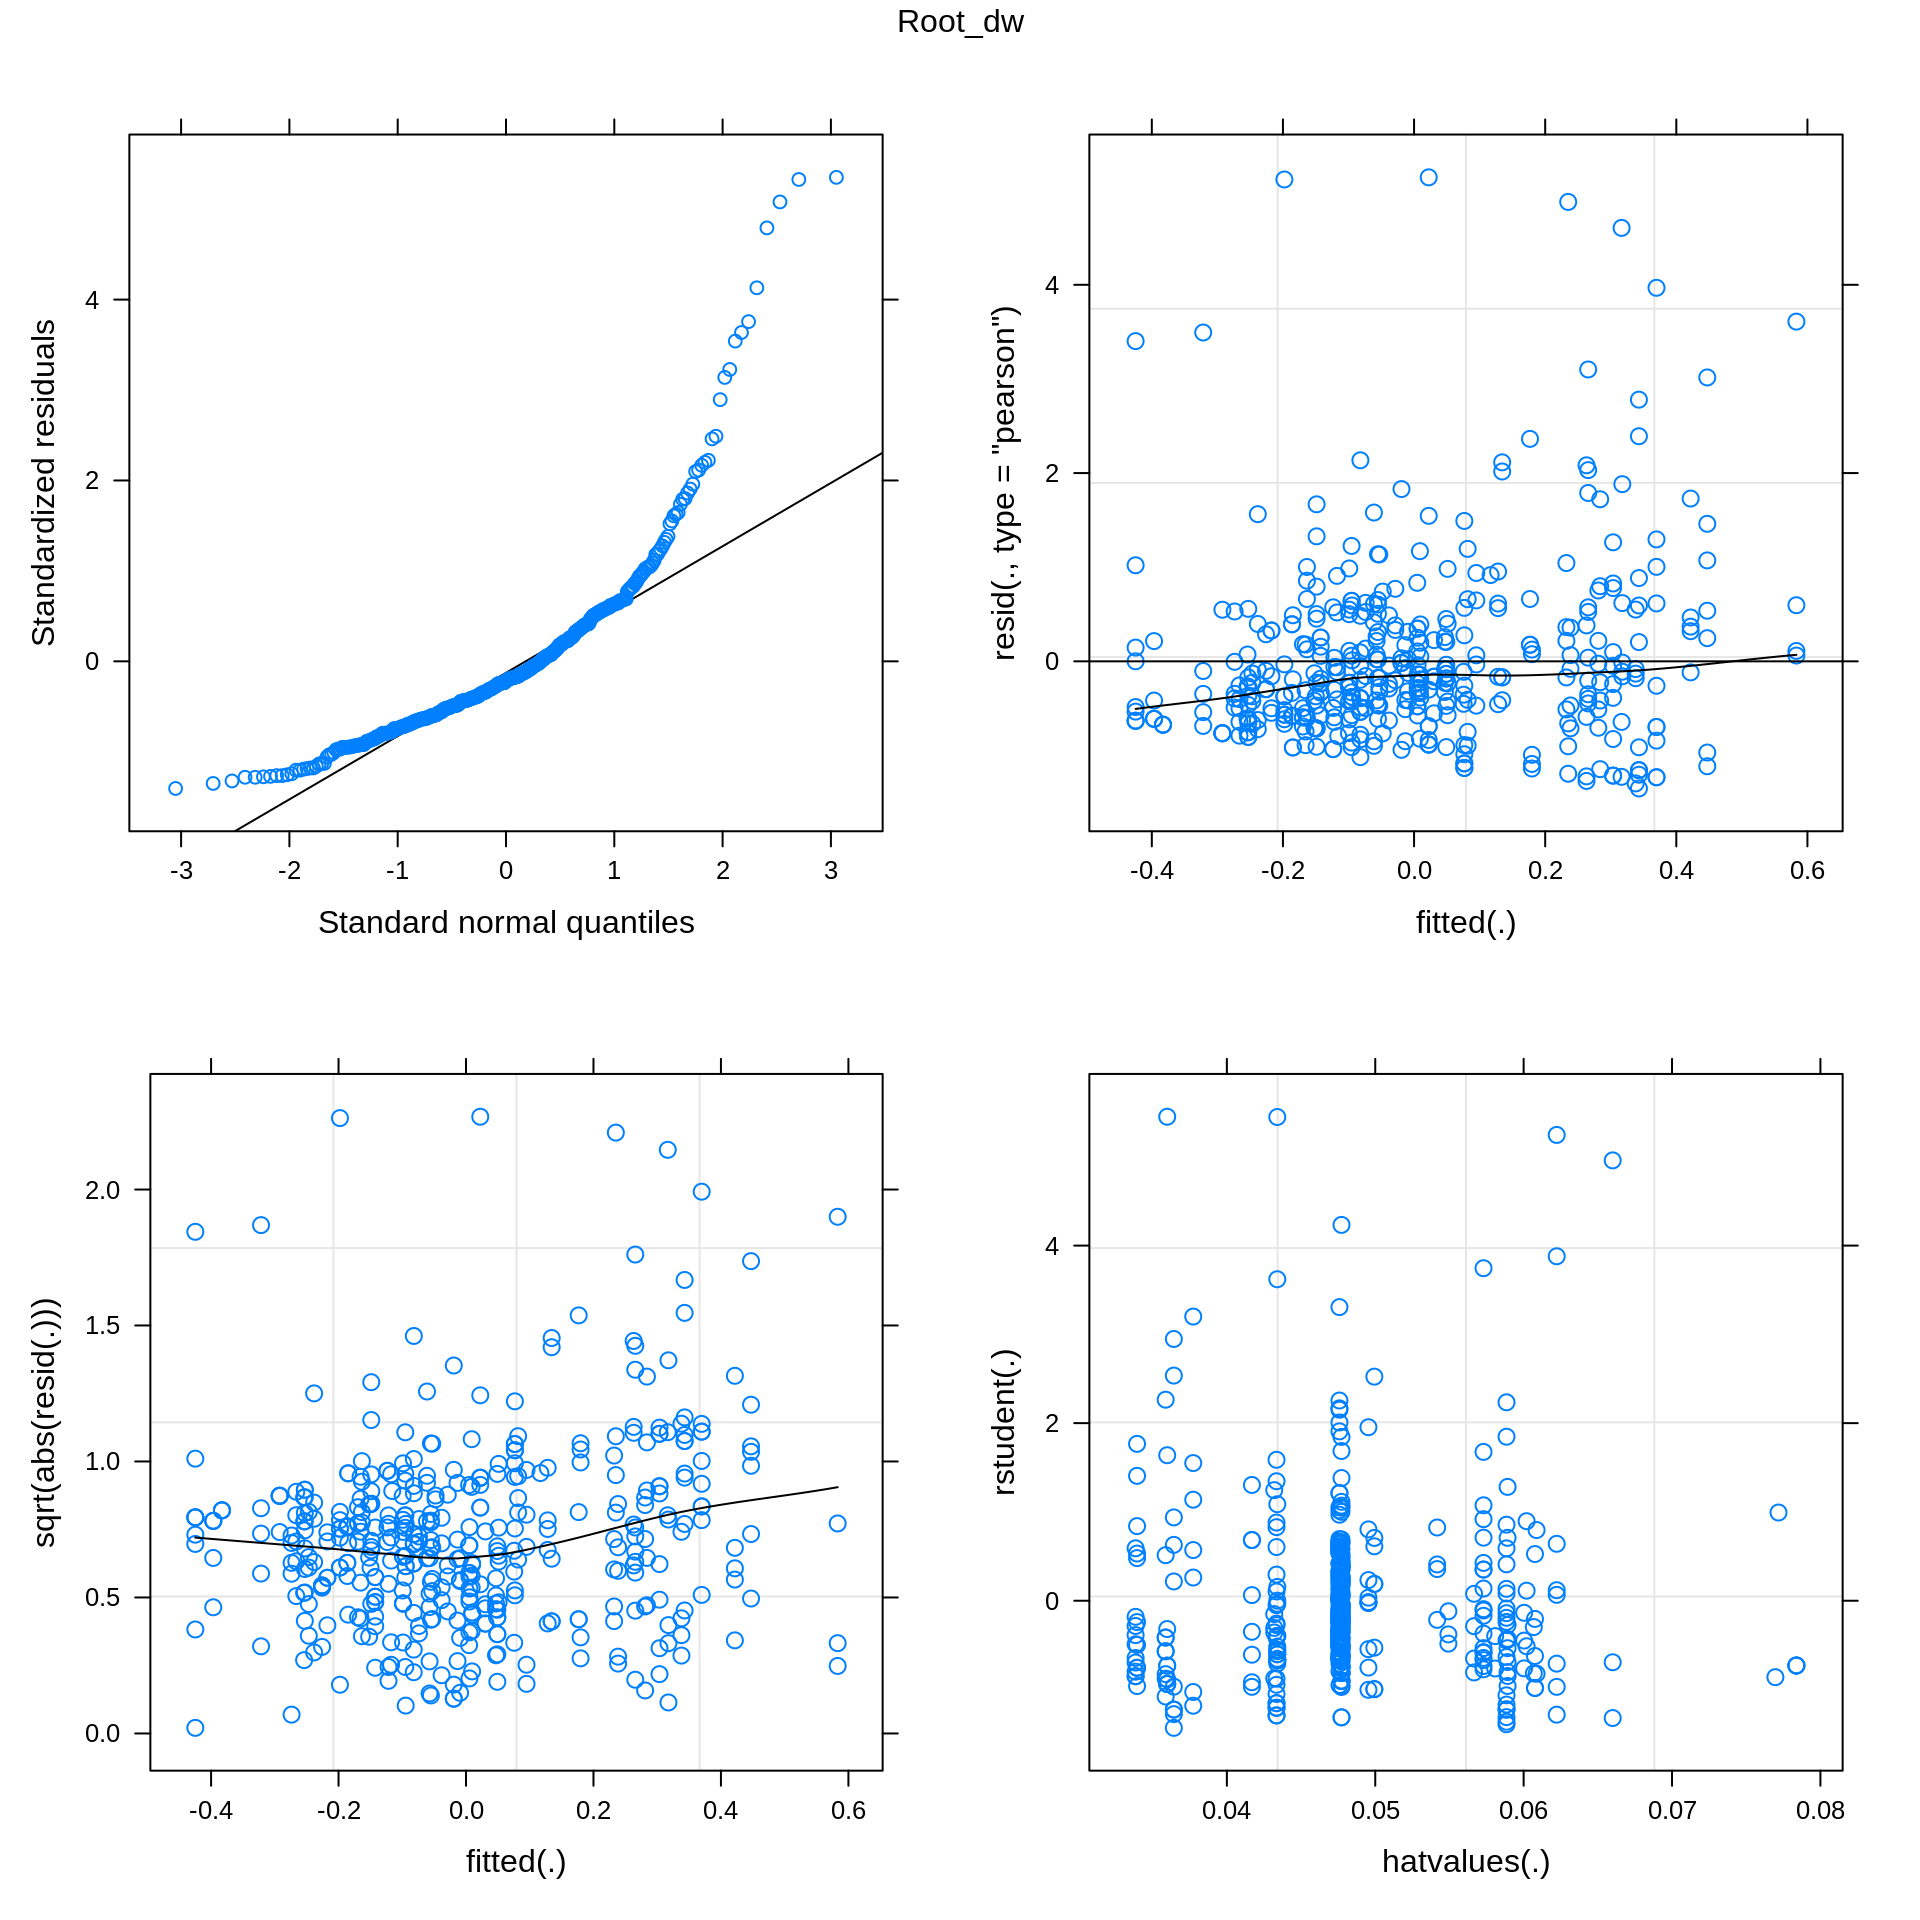 Root_dw
Standardized residuals
4
2
0
-3 -2 -1 0 1 2 3
Standard normal quantiles
resid(., type = "pearson")
4
2
0
-0.4 -0.2 0.0 0.2 0.4 0.6
fitted(.)
sqrt(abs(resid(.)))
2.0
1.5
1.0
0.5
0.0
-0.4 -0.2 0.0 0.2 0.4 0.6
fitted(.)
rstudent(.)
4
2
0
0.04 0.05 0.06 0.07 0.08
hatvalues(.)